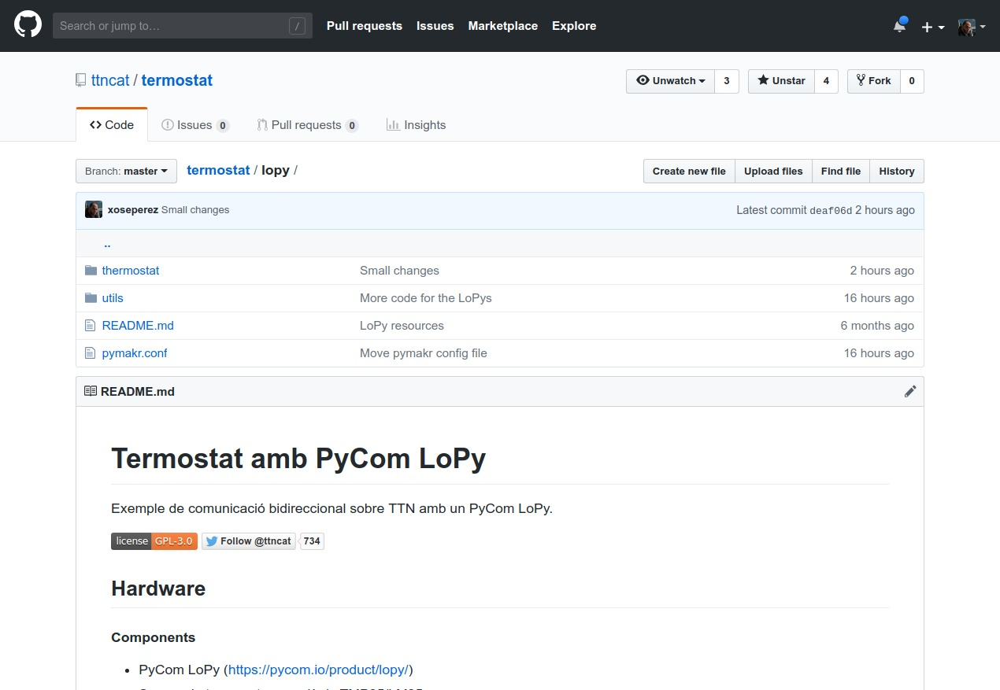 Search or jump to… / Pull requests Issues Marketplace Explore
ttncat / termostat Unwatch 3 Unstar 4 Fork 0
Code Issues 0 Pull requests 0 Insights
Branch: master termostat / lopy / Create new file Upload files Find file History
xoseperez Small changes Latest commit deaf06d 2 hours ago
..
thermostat Small changes 2 hours ago
utils More code for the LoPys 16 hours ago
README.md LoPy resources 6 months ago
pymakr.conf Move pymakr config file 16 hours ago
README.md
Termostat amb PyCom LoPy
Exemple de comunicació bidireccional sobre TTN amb un PyCom LoPy.
license GPL-3.0 Follow @ttncat 734
Hardware
Components
• PyCom LoPy (https://pycom.io/product/lopy/)